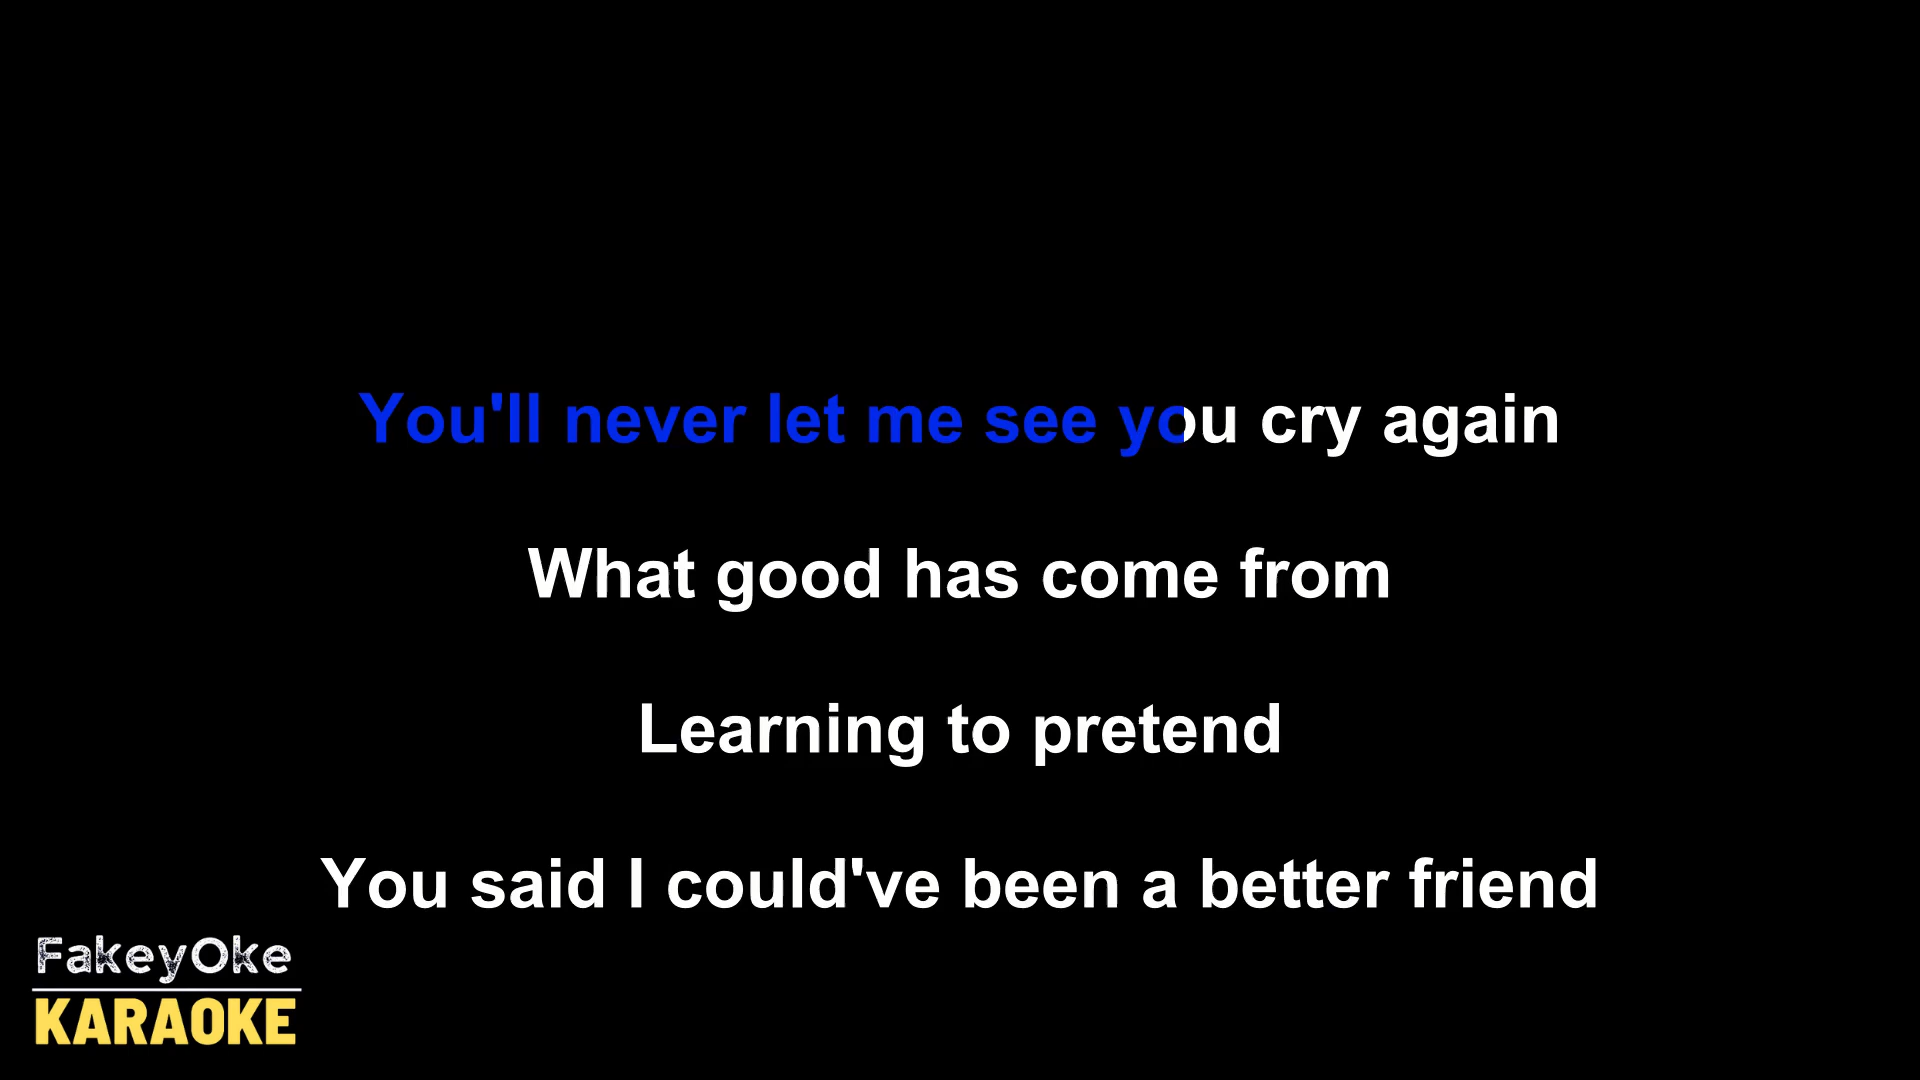 You'll never let me see you cry again
What good has come from
Learning to pretend
You said I could've been a better friend
FakeyOke
KARAOKE